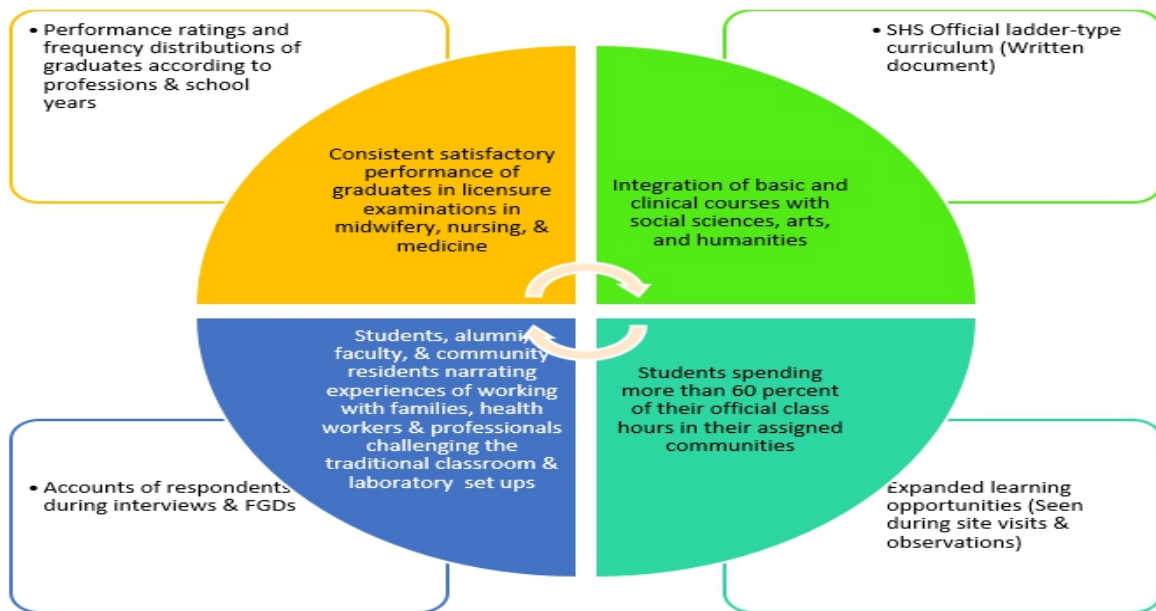 • Performance ratings and
frequency distributions of
graduates according to
professions & school
years
• SHS Official ladder-type
curriculum (Written
document)
Consistent satisfactory
performance of
graduates in licensure
examinations in
midwifery, nursing, &
medicine
Integration of basic and
clinical courses with
social sciences, arts,
and humanities
Students, alumni,
faculty, & community
residents narrating
experiences of working
with families, health
workers & professionals
challenging the
traditional classroom &
laboratory set ups
Students spending
more than 60 percent
of their official class
hours in their assigned
communities
• Accounts of respondents
during interviews & FGDs
Expanded learning
opportunities (Seen
during site visits &
observations)